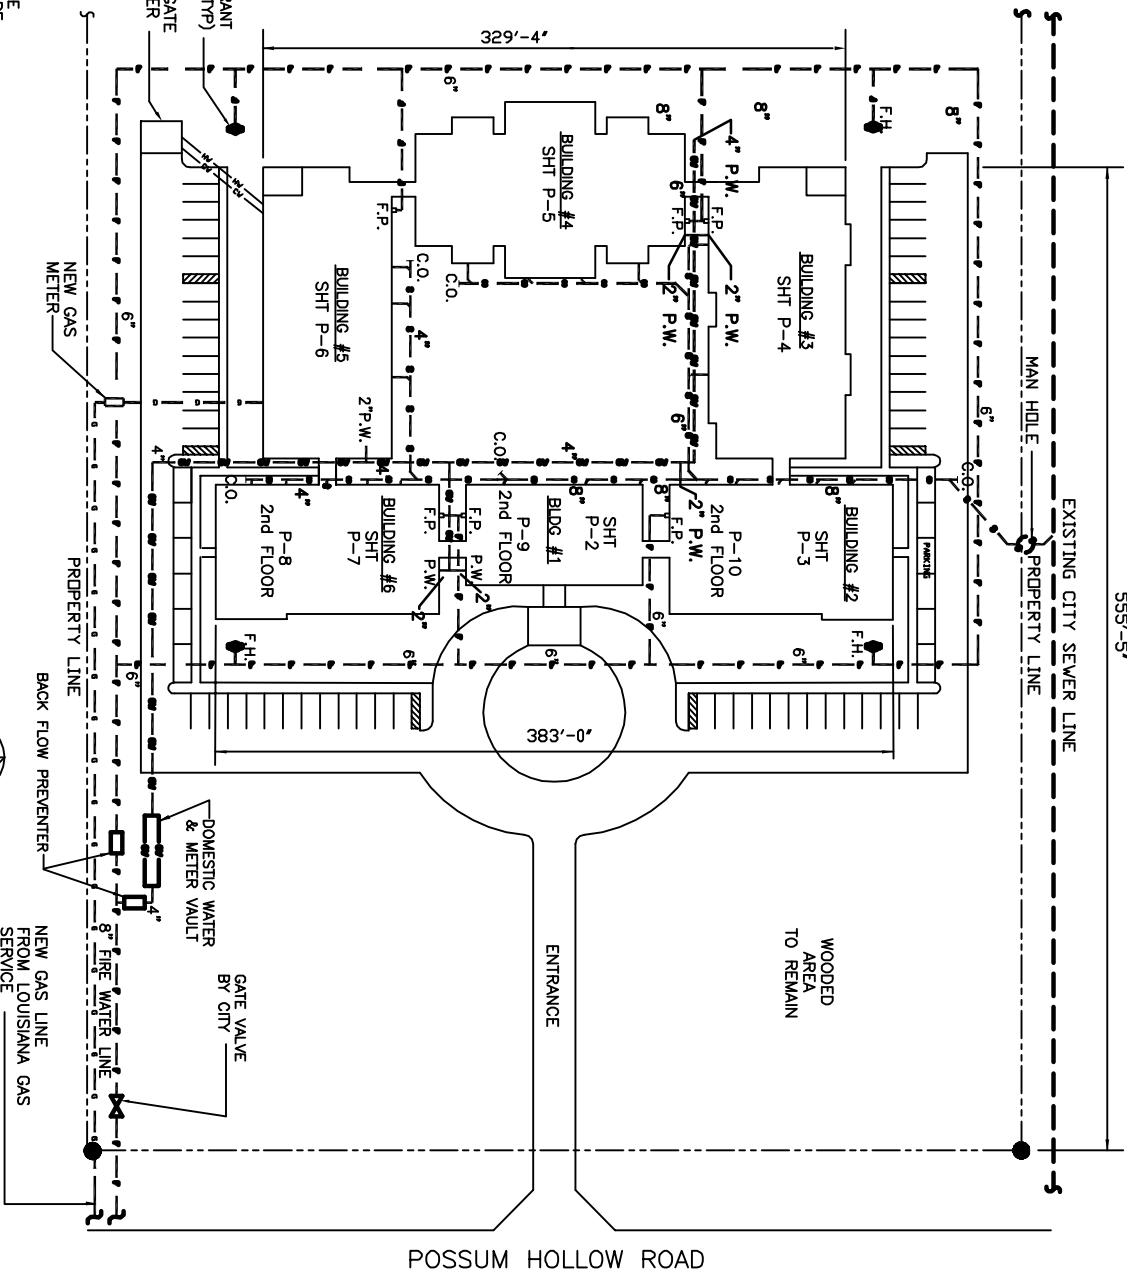 329'-4"
6"
8"
8"
F.H
8"
4" P.W.
6"
F.P.
F.P.
BUILDING #4
SHT P-5
2" P.W.
2" P.W.
BUILDING #3
SHT P-4
F.P.
C.O.
C.O.
BUILDING #5
SHT P-6
4"
6"
6"
NEW GAS
METER
2"P.W.
4"
4"
C.O.
6"
MAN HOLE
PROPERTY LINE
EXISTING CITY SEWER LINE
555'-5"
C.O.
C.O.
4"
8"
8"
8"
2" P.W.
F.P.
F.P.
F.P.
BUILDING #6
SHT
P-7
2nd FLOOR
P-8
BLDG #1
SHT
P-2
2nd FLOOR
P-9
BUILDING #2
SHT
P-3
2nd FLOOR
P-10
PARKING
P.W.
P.W.
2"
2"
6"
F.H.
F.H.
6"
6"
6"
6"
383'-0"
PROPERTY LINE
BACK FLOW PREVENTER
DOMESTIC WATER
& METER VAULT
4"
8" FIRE WATER LINE
GATE VALVE
BY CITY
NEW GAS LINE
FROM LOUISIANA GAS
SERVICE
ENTRANCE
WOODED
AREA
TO REMAIN
POSSUM HOLLOW ROAD